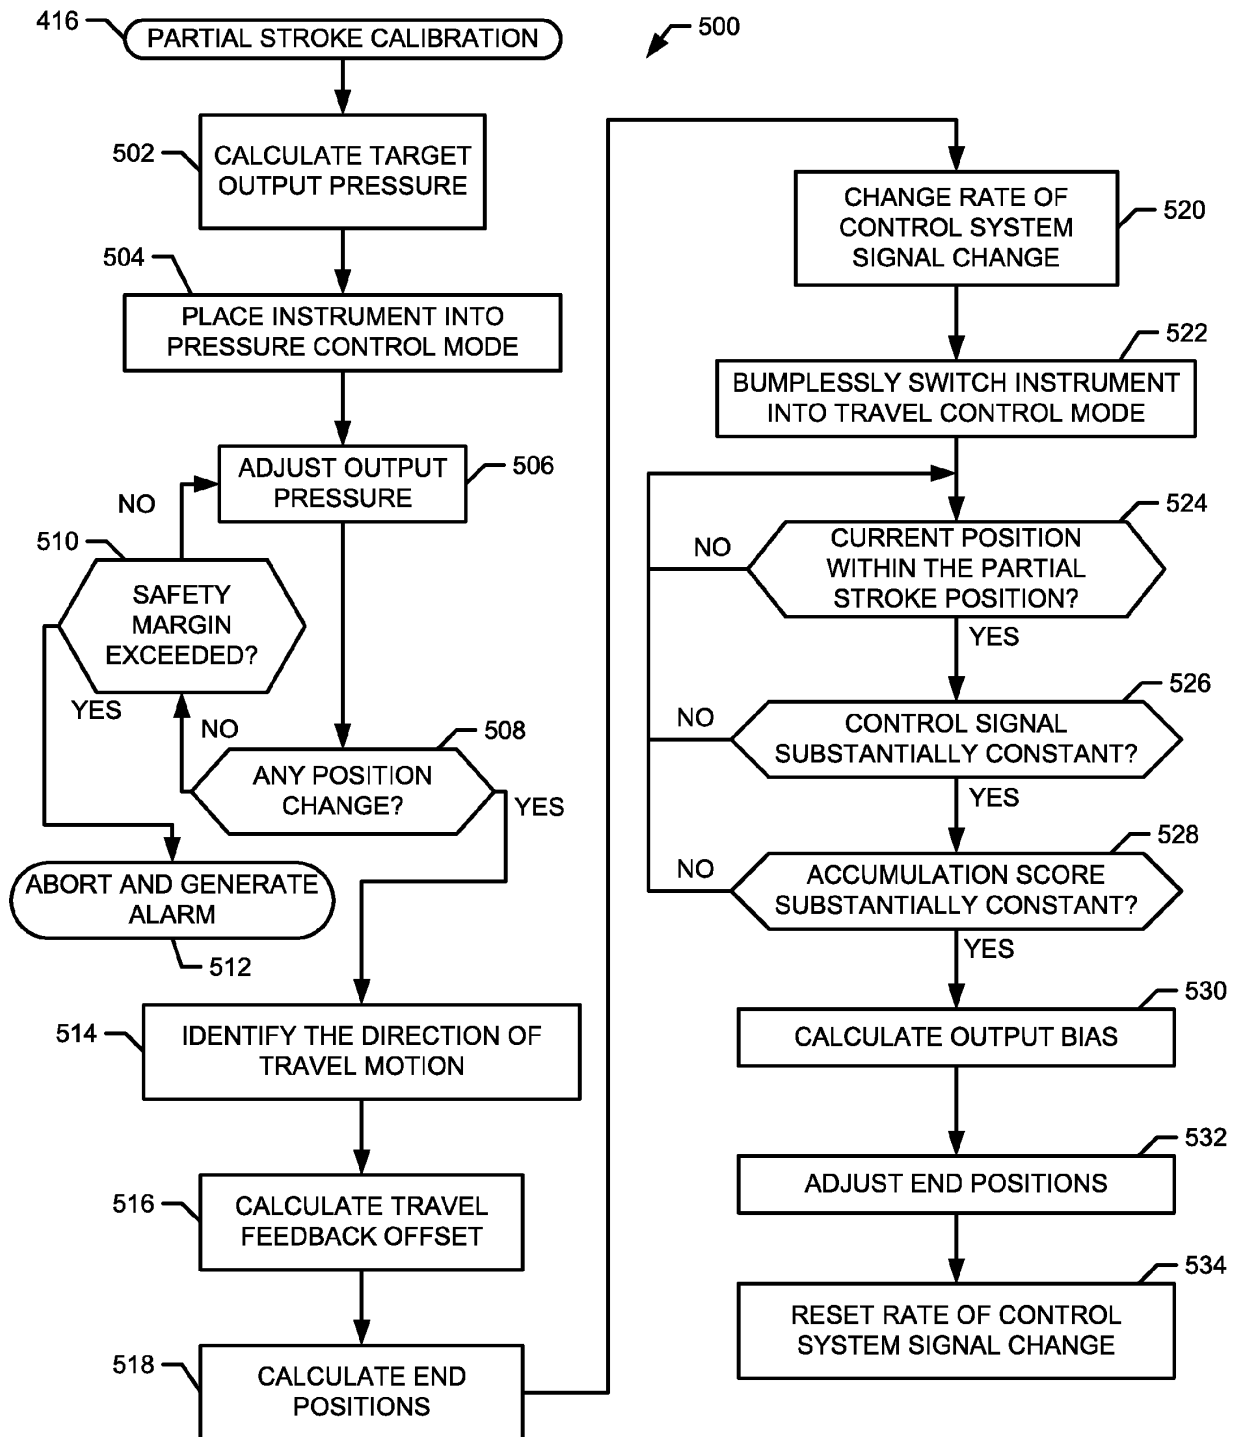 416
PARTIAL STROKE CALIBRATION
500
502
CALCULATE TARGET
OUTPUT PRESSURE
504
PLACE INSTRUMENT INTO
PRESSURE CONTROL MODE
ADJUST OUTPUT
PRESSURE
506
NO
510
SAFETY
MARGIN
EXCEEDED?
YES
NO
508
ANY POSITION
CHANGE?
YES
ABORT AND GENERATE
ALARM
512
514
IDENTIFY THE DIRECTION OF
TRAVEL MOTION
516
CALCULATE TRAVEL
FEEDBACK OFFSET
518
CALCULATE END
POSITIONS
CHANGE RATE OF
CONTROL SYSTEM
SIGNAL CHANGE
520
522
BUMPLESSLY SWITCH INSTRUMENT
INTO TRAVEL CONTROL MODE
524
NO
CURRENT POSITION
WITHIN THE PARTIAL
STROKE POSITION?
YES
526
NO
CONTROL SIGNAL
SUBSTANTIALLY CONSTANT?
YES
528
NO
ACCUMULATION SCORE
SUBSTANTIALLY CONSTANT?
YES
530
CALCULATE OUTPUT BIAS
532
ADJUST END POSITIONS
534
RESET RATE OF CONTROL
SYSTEM SIGNAL CHANGE